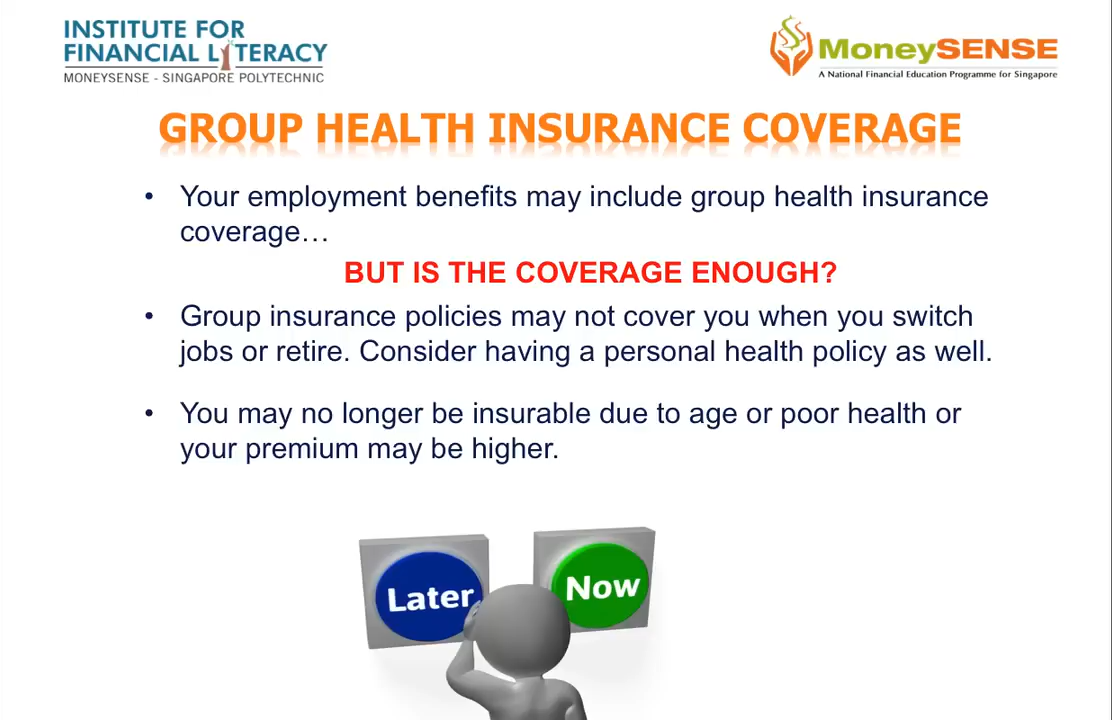 INSTITUTE FOR
FINANCIAL LITERACY
MONEYSENSE - SINGAPORE POLYTECHNIC
MoneySENSE
A National Financial Education Programme for Singapore
GROUP HEALTH INSURANCE COVERAGE
• Your employment benefits may include group health insurance
coverage…
BUT IS THE COVERAGE ENOUGH?
• Group insurance policies may not cover you when you switch
jobs or retire. Consider having a personal health policy as well.
• You may no longer be insurable due to age or poor health or
your premium may be higher.
Later
Now